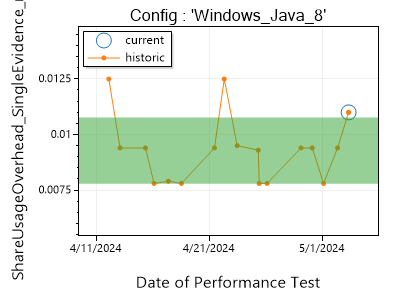 Config : 'Windows_Java_8'
current
historic
0.0125
0.01
0.0075
4/11/2024
4/21/2024
5/1/2024
Date of Performance Test
ShareUsageOverhead_SingleEvidence_